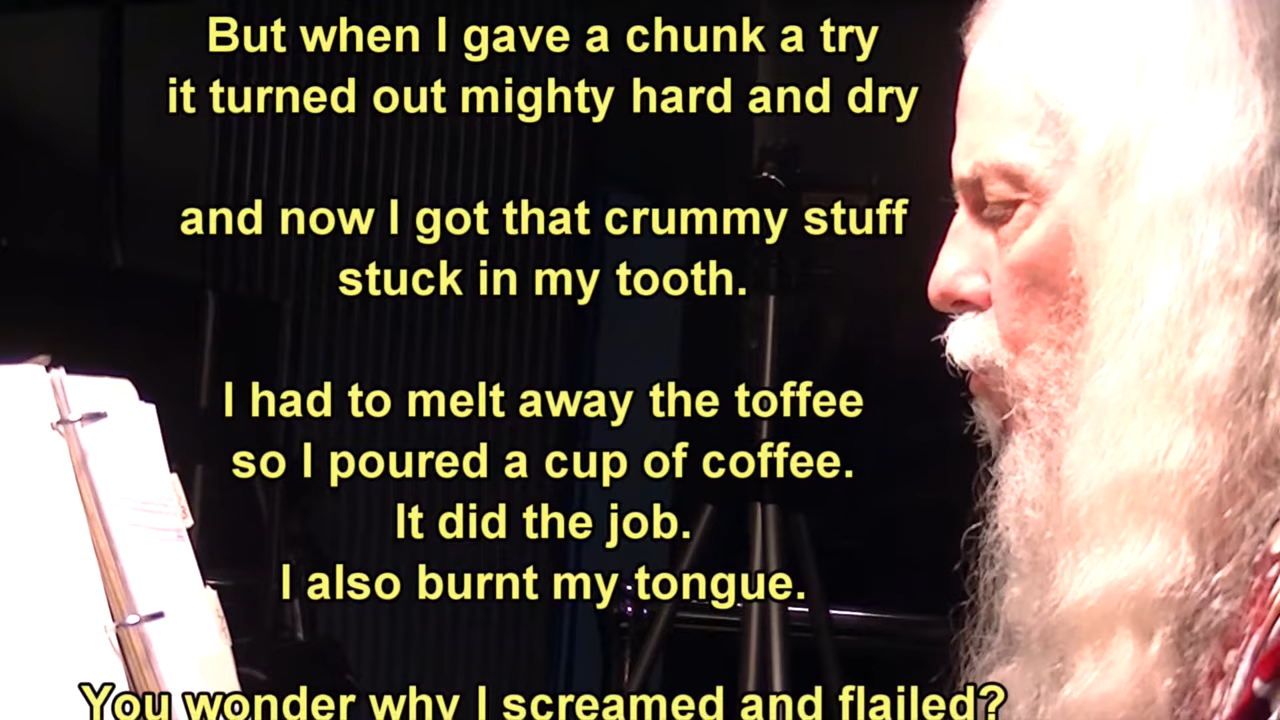 But when I gave a chunk a try
it turned out mighty hard and dry
and now I got that crummy stuff
stuck in my tooth.
I had to melt away the toffee
so I poured a cup of coffee.
It did the job.
I also burnt my tongue.
You wonder why I screamed and flailed?